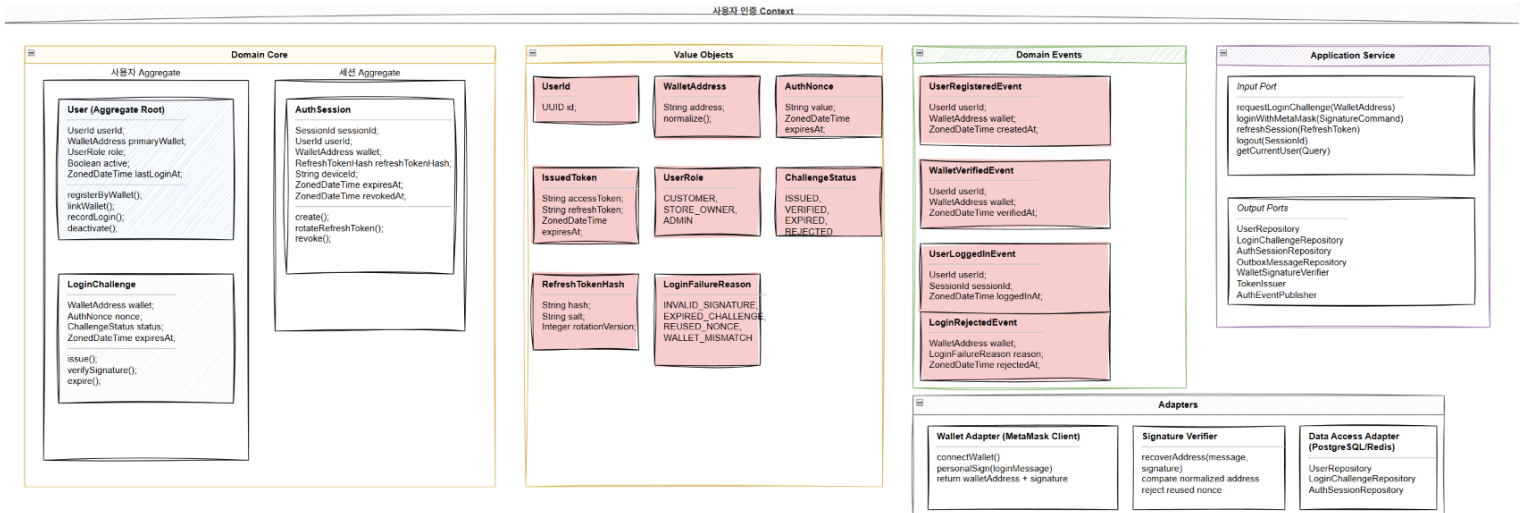 사용자 인증 Context
Domain Core
사용자 Aggregate
User (Aggregate Root)
UserId userId;
WalletAddress primaryWallet;
UserRole role;
Boolean active;
ZonedDateTime lastLoginAt;
registerByWallet();
linkWallet();
recordLogin();
deactivate();
LoginChallenge
WalletAddress wallet;
AuthNonce nonce;
ChallengeStatus status;
ZonedDateTime expiresAt;
issue();
verifySignature();
expire();
세션 Aggregate
AuthSession
SessionId sessionId;
UserId userId;
WalletAddress wallet;
RefreshTokenHash refreshTokenHash;
String deviceId;
ZonedDateTime expiresAt;
ZonedDateTime revokedAt;
create();
rotateRefreshToken();
revoke();
Value Objects
UserId
UUID id;
WalletAddress
String address;
normalize();
AuthNonce
String value;
ZonedDateTime
expiresAt;
IssuedToken
String accessToken;
String refreshToken;
ZonedDateTime
expiresAt;
UserRole
CUSTOMER,
STORE_OWNER,
ADMIN
ChallengeStatus
ISSUED,
VERIFIED,
EXPIRED,
REJECTED
RefreshTokenHash
String hash;
String salt;
Integer rotationVersion;
LoginFailureReason
INVALID_SIGNATURE,
EXPIRED_CHALLENGE,
REUSED_NONCE,
WALLET_MISMATCH
Domain Events
UserRegisteredEvent
UserId userId;
WalletAddress wallet;
ZonedDateTime createdAt;
WalletVerifiedEvent
UserId userId;
WalletAddress wallet;
ZonedDateTime verifiedAt;
UserLoggedInEvent
UserId userId;
SessionId sessionId;
ZonedDateTime loggedInAt;
LoginRejectedEvent
WalletAddress wallet;
LoginFailureReason reason;
ZonedDateTime rejectedAt;
Application Service
Input Port
requestLoginChallenge(WalletAddress)
loginWithMetaMask(SignatureCommand)
refreshSession(RefreshToken)
logout(SessionId)
getCurrentUser(Query)
Output Ports
UserRepository
LoginChallengeRepository
AuthSessionRepository
OutboxMessageRepository
WalletSignatureVerifier
TokenIssuer
AuthEventPublisher
Adapters
Wallet Adapter (MetaMask Client)
connectWallet()
personalSign(loginMessage)
return walletAddress + signature
Signature Verifier
recoverAddress(message,
signature)
compare normalized address
reject reused nonce
Data Access Adapter
(PostgreSQL/Redis)
UserRepository
LoginChallengeRepository
AuthSessionRepository